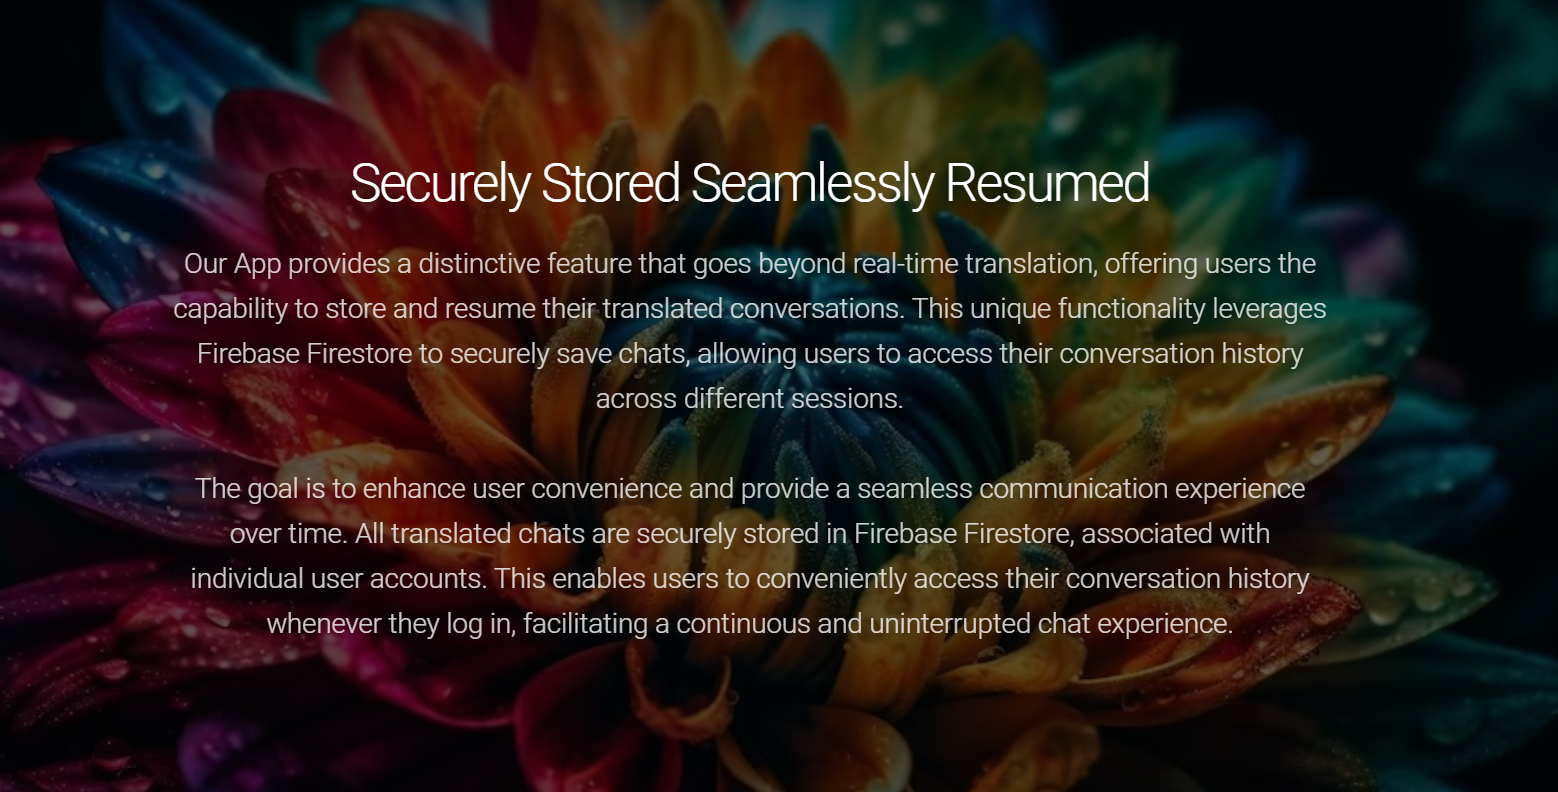 Securely Stored Seamlessly Resumed
Our App provides a distinctive feature that goes beyond real-time translation, offering users the
capability to store and resume their translated conversations. This unique functionality leverages
Firebase Firestore to securely save chats, allowing users to access their conversation history
across different sessions.
The goal is to enhance user convenience and provide a seamless communication experience
over time. All translated chats are securely stored in Firebase Firestore, associated with
individual user accounts. This enables users to conveniently access their conversation history
whenever they log in, facilitating a continuous and uninterrupted chat experience.